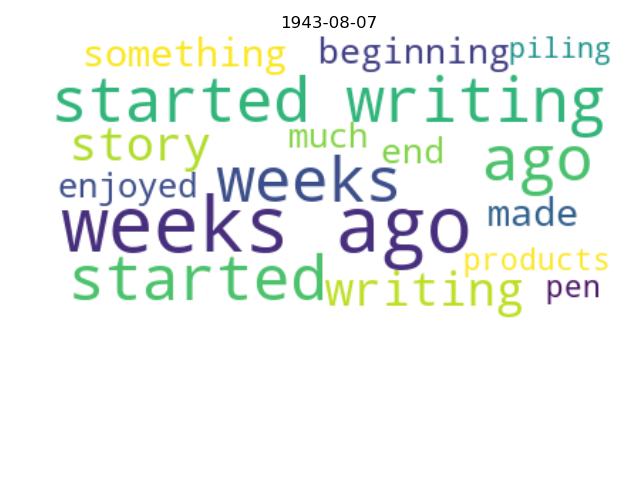 1943-08-07
something beginning piling
started writing
story much end ago
enjoyed weeks made
weeks ago
started writing products pen